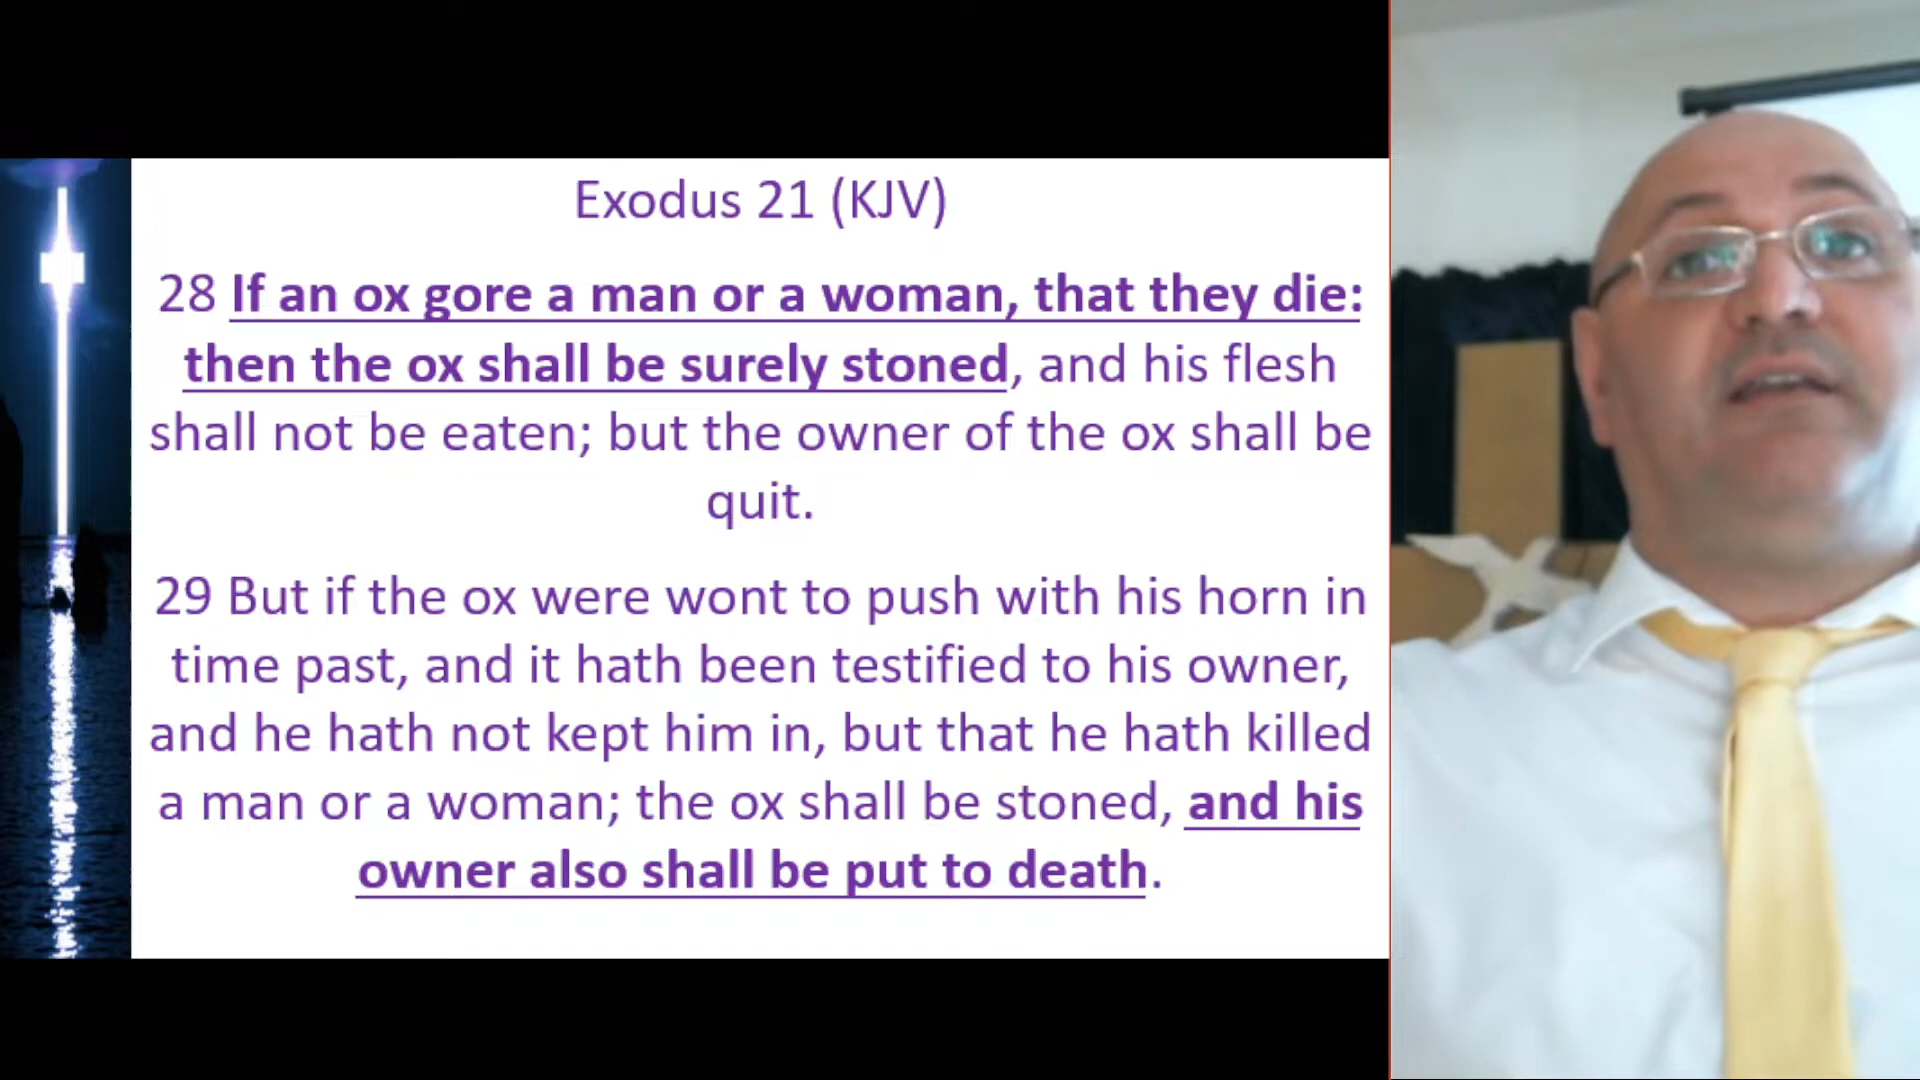 Exodus 21 (KJV)
28 If an ox gore a man or a woman, that they die:
then the ox shall be surely stoned, and his flesh
shall not be eaten; but the owner of the ox shall be
quit.
29 But if the ox were wont to push with his horn in
time past, and it hath been testified to his owner,
and he hath not kept him in, but that he hath killed
a man or a woman; the ox shall be stoned, and his
owner also shall be put to death.